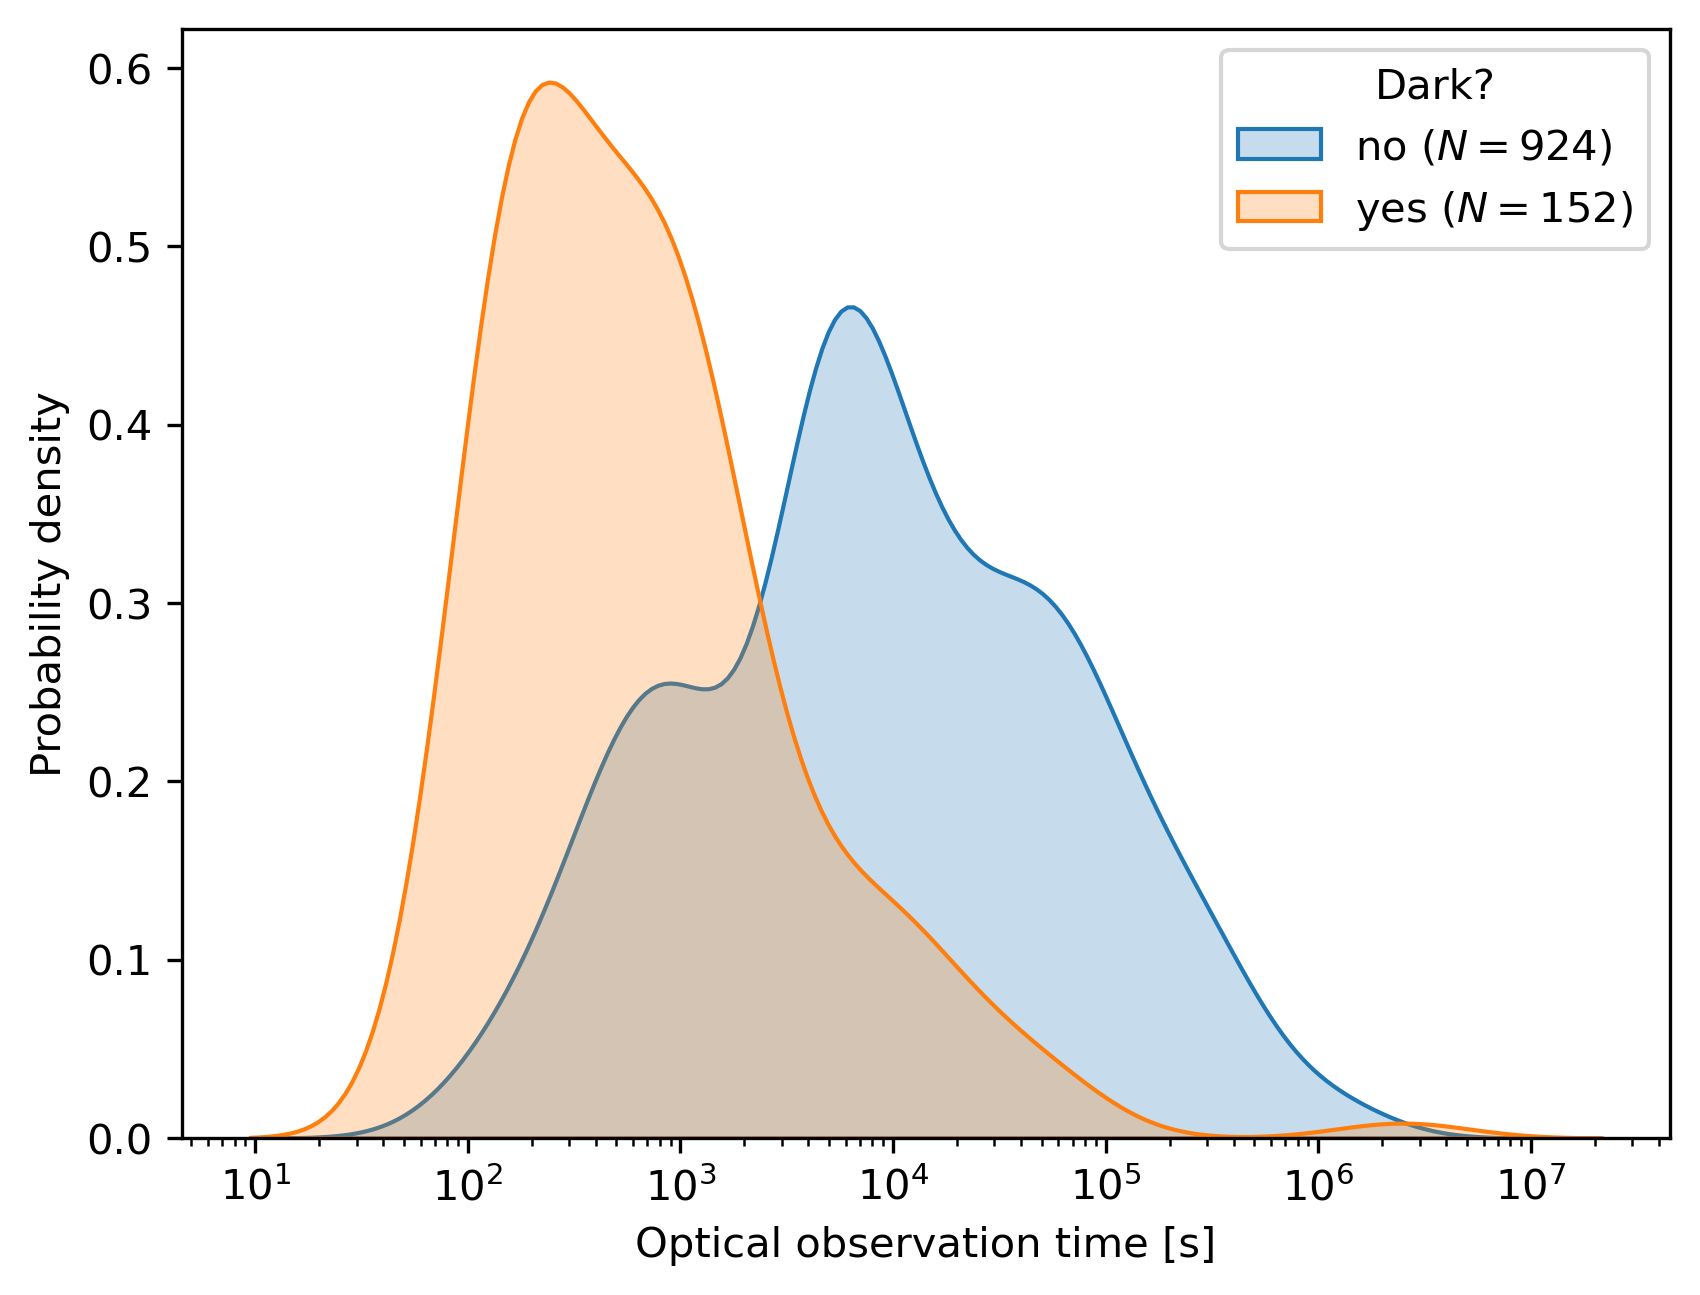 Dark?
no (N = 924)
yes (N = 152)
0.6
0.5
0.4
0.3
0.2
0.1
0.0
Probability density
10¹ 10² 10³ 10⁴ 10⁵ 10⁶ 10⁷
Optical observation time [s]